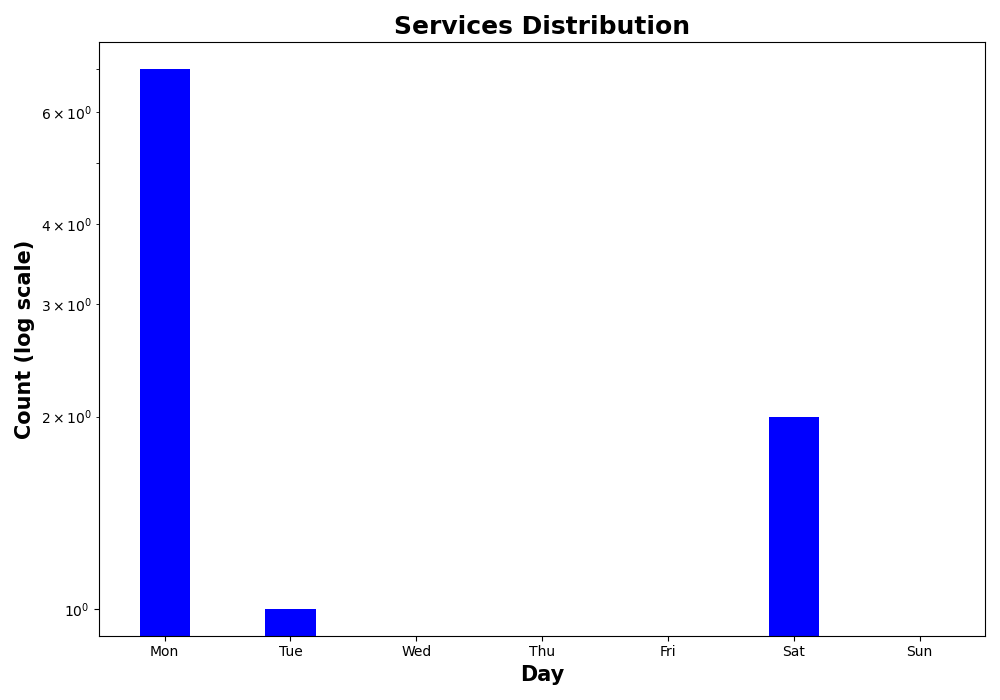 Services Distribution
Count (log scale)
6 × 10⁰
4 × 10⁰
3 × 10⁰
2 × 10⁰
10⁰
Mon Tue Wed Thu Fri Sat Sun
Day